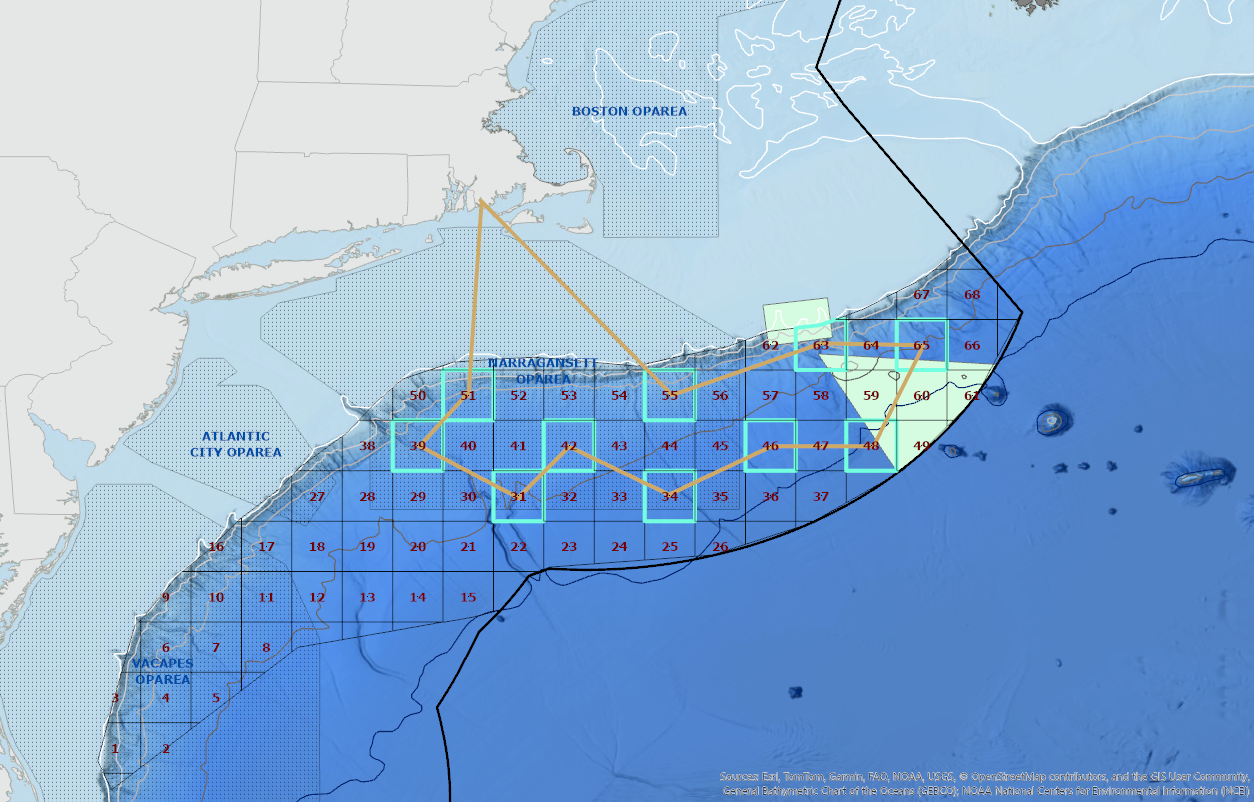 BOSTON OPAREA
67 68
62 63 64 65 66
NARRAGANSETT
OPAREA
50 51 52 53 54 55 56 57 58 59 60 61
ATLANTIC
CITY OPAREA
38 39 40 41 42 43 44 45 46 47 48 49
27 28 29 30 31 32 33 34 35 36 37
16 17 18 19 20 21 22 23 24 25 26
9 10 11 12 13 14 15
6 7 8
VACAPES
OPAREA
3 4 5
1 2
Sources: Esri, TomTom, Garmin, FAO, NOAA, USGS, © OpenStreetMap contributors, and the GIS User Community,
General Bathymetric Chart of the Oceans (GEBCO); NOAA National Centers for Environmental Information (NCEI)